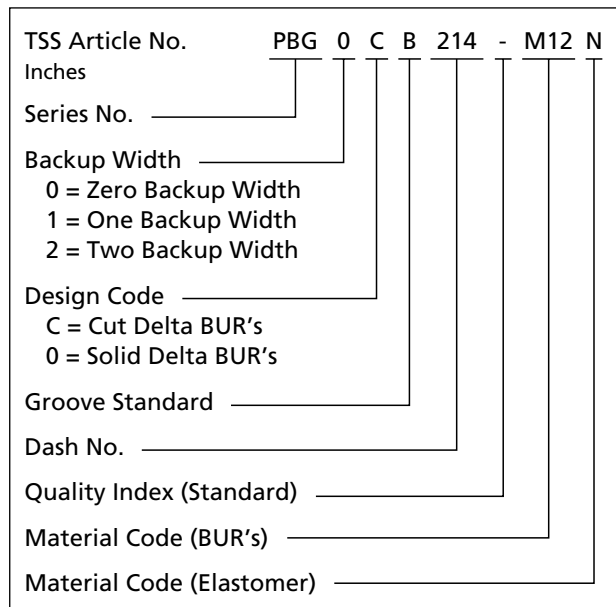 TSS Article No. PBG 0 C B 214 - M12 N
Inches
Series No.
Backup Width
0 = Zero Backup Width
1 = One Backup Width
2 = Two Backup Width
Design Code
C = Cut Delta BUR's
0 = Solid Delta BUR's
Groove Standard
Dash No.
Quality Index (Standard)
Material Code (BUR's)
Material Code (Elastomer)